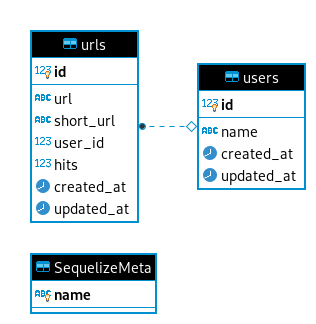 urls
123 id
ABC url
ABC short_url
123 user_id
123 hits
created_at
updated_at
users
123 id
ABC name
created_at
updated_at
SequelizeMeta
ABC name